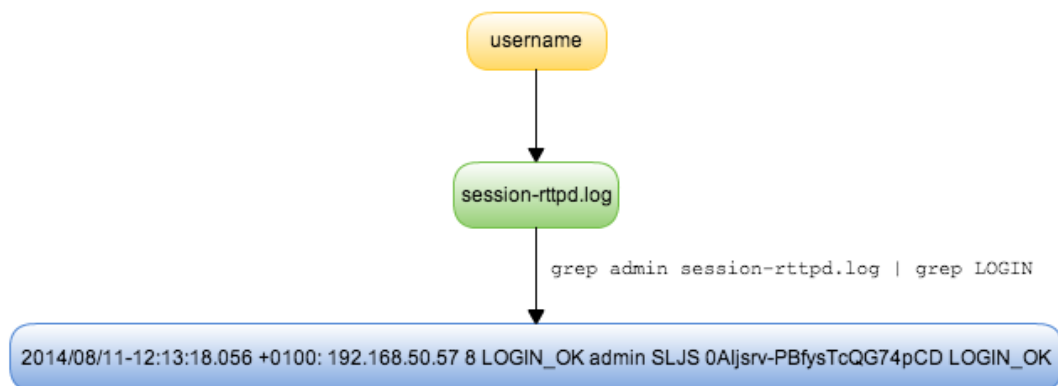 username
session-rttpd.log
grep admin session-rttpd.log | grep LOGIN
2014/08/11-12:13:18.056 +0100: 192.168.50.57 8 LOGIN_OK admin SLJS 0Aljsrv-PBfysTcQG74pCD LOGIN_OK